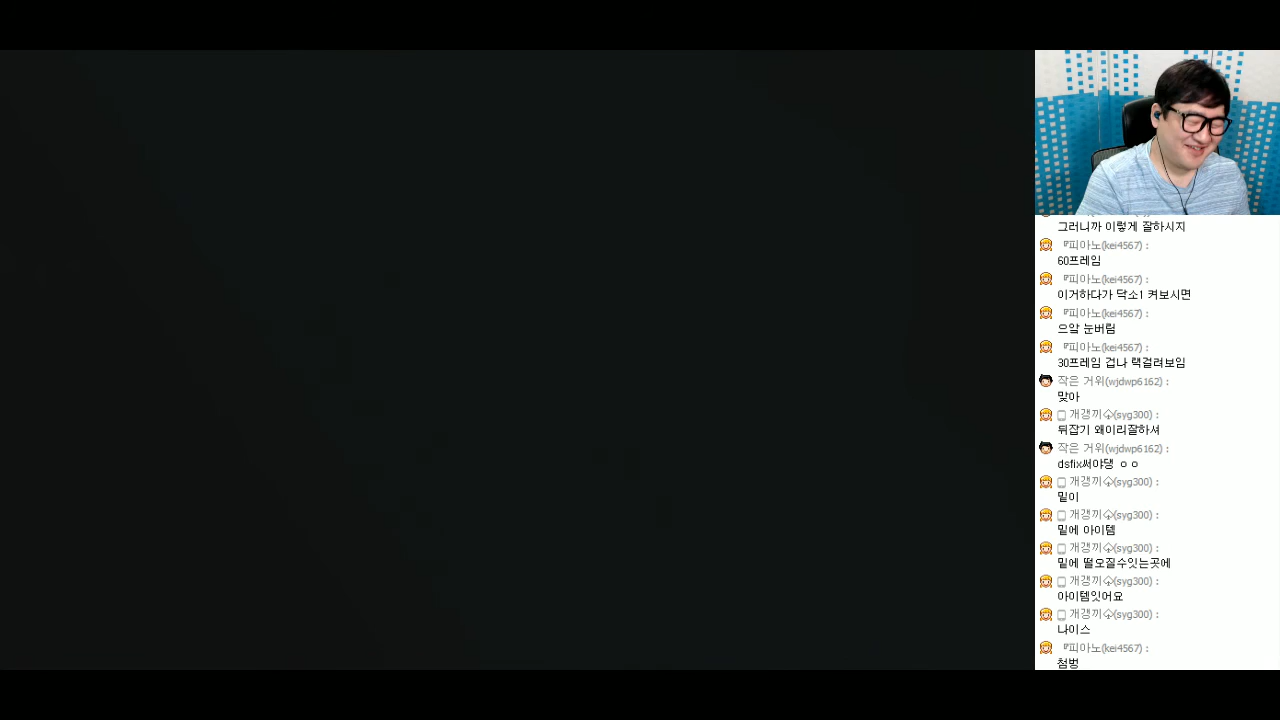 그러니까 이렇게 잘하시지
『피아노(kei4567) :
60프레임
『피아노(kei4567) :
이거하다가 닥소1 켜보시면
『피아노(kei4567) :
으앜 눈버림
『피아노(kei4567) :
30프레임 겁나 랙걸려보임
작은 거위(wjdwp6162) :
맞아
개갱끼♤(syg300) :
뒤잡기 왜이리잘하셔
작은 거위(wjdwp6162) :
dsfix써야댕 ㅇㅇ
개갱끼♤(syg300) :
밑이
개갱끼♤(syg300) :
밑에 아이템
개갱끼♤(syg300) :
밑에 떨오질수잇는곳에
개갱끼♤(syg300) :
아이템잇어요
개갱끼♤(syg300) :
나이스
『피아노(kei4567) :
첨벙